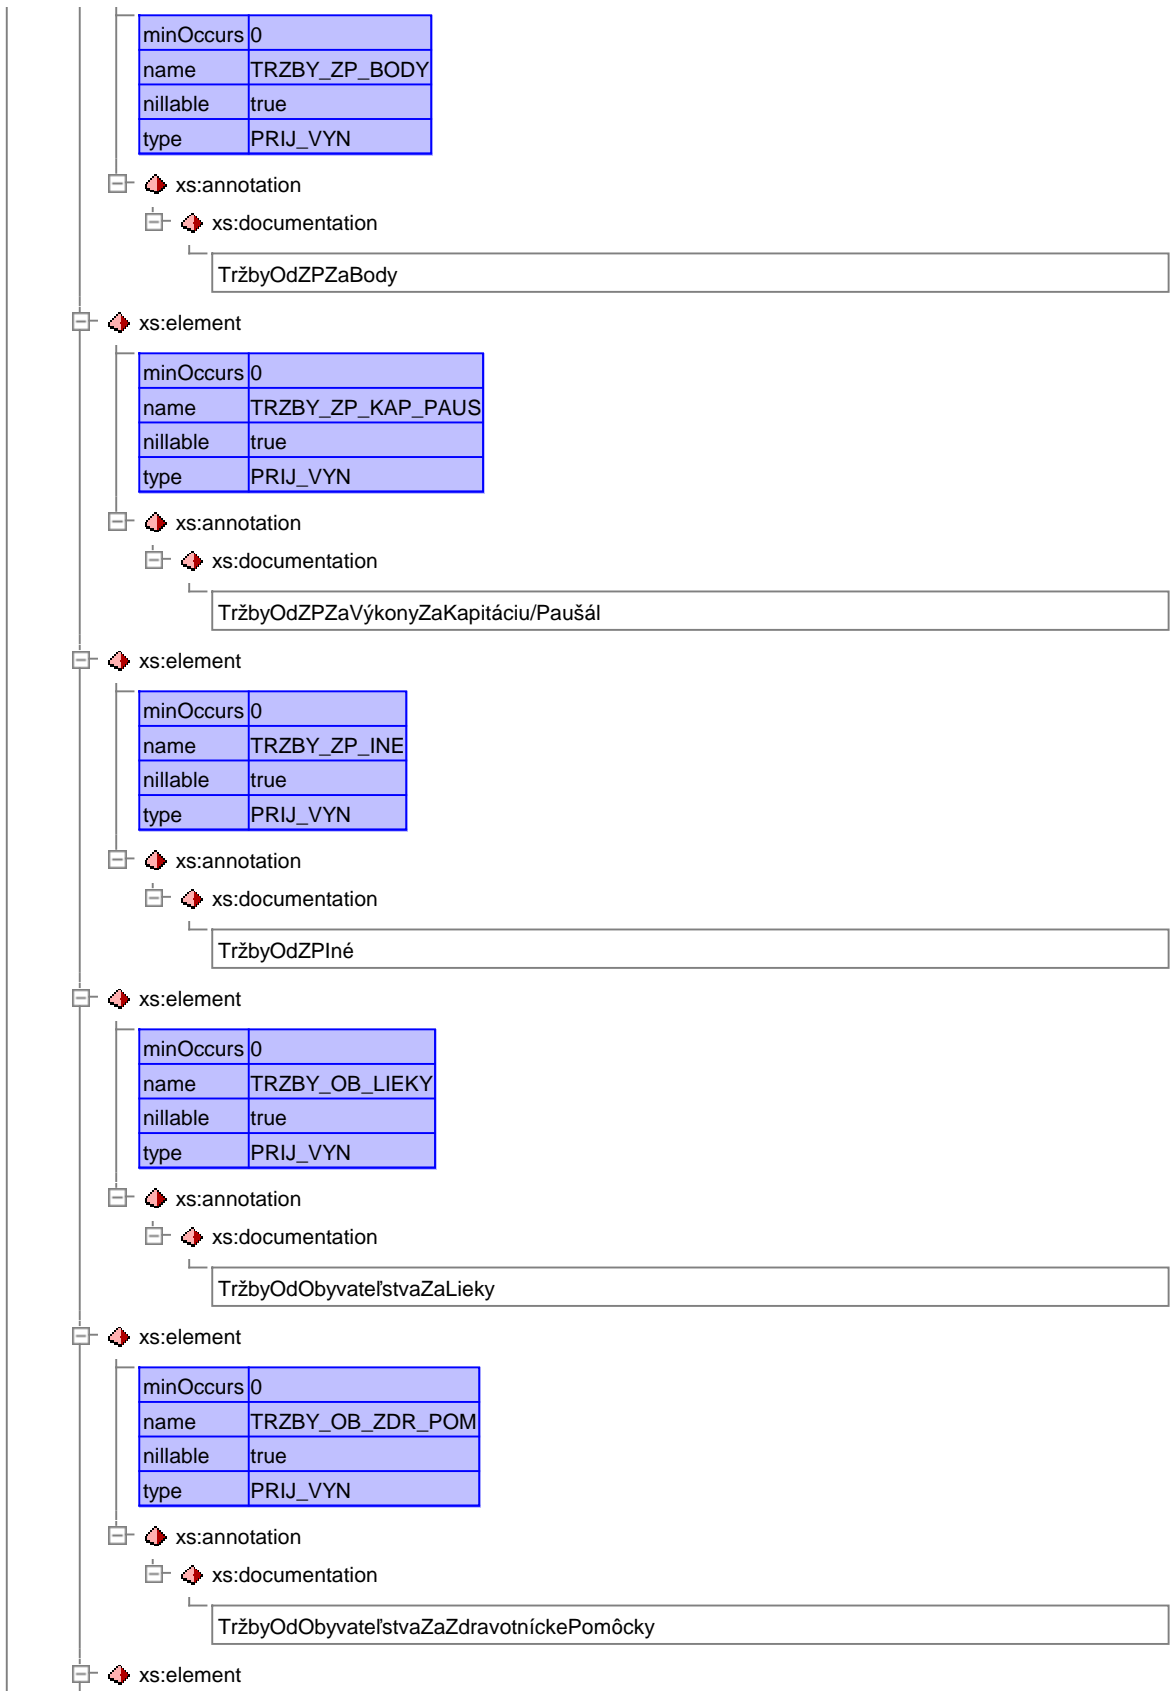 minOccurs 0
name TRZBY_ZP_BODY
nillable true
type PRIJ_VYN
xs:annotation
xs:documentation
TržbyOdZPZaBody
xs:element
minOccurs 0
name TRZBY_ZP_KAP_PAUS
nillable true
type PRIJ_VYN
xs:annotation
xs:documentation
TržbyOdZPZaVýkonyZaKapitáciu/Paušál
xs:element
minOccurs 0
name TRZBY_ZP_INE
nillable true
type PRIJ_VYN
xs:annotation
xs:documentation
TržbyOdZPIné
xs:element
minOccurs 0
name TRZBY_OB_LIEKY
nillable true
type PRIJ_VYN
xs:annotation
xs:documentation
TržbyOdObyvateľstvaZaLieky
xs:element
minOccurs 0
name TRZBY_OB_ZDR_POM
nillable true
type PRIJ_VYN
xs:annotation
xs:documentation
TržbyOdObyvateľstvaZaZdravotníckePomôcky
xs:element